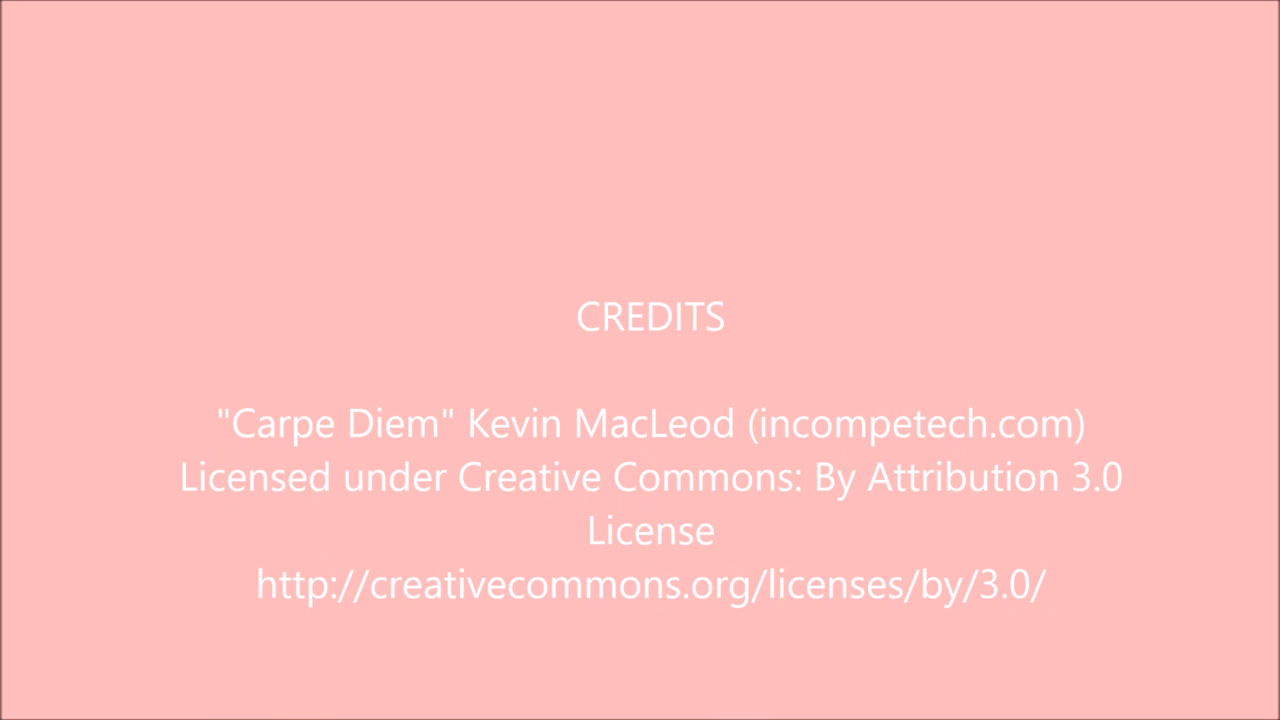 CREDITS
"Carpe Diem" Kevin MacLeod (incompetech.com)
Licensed under Creative Commons: By Attribution 3.0
License
http://creativecommons.org/licenses/by/3.0/